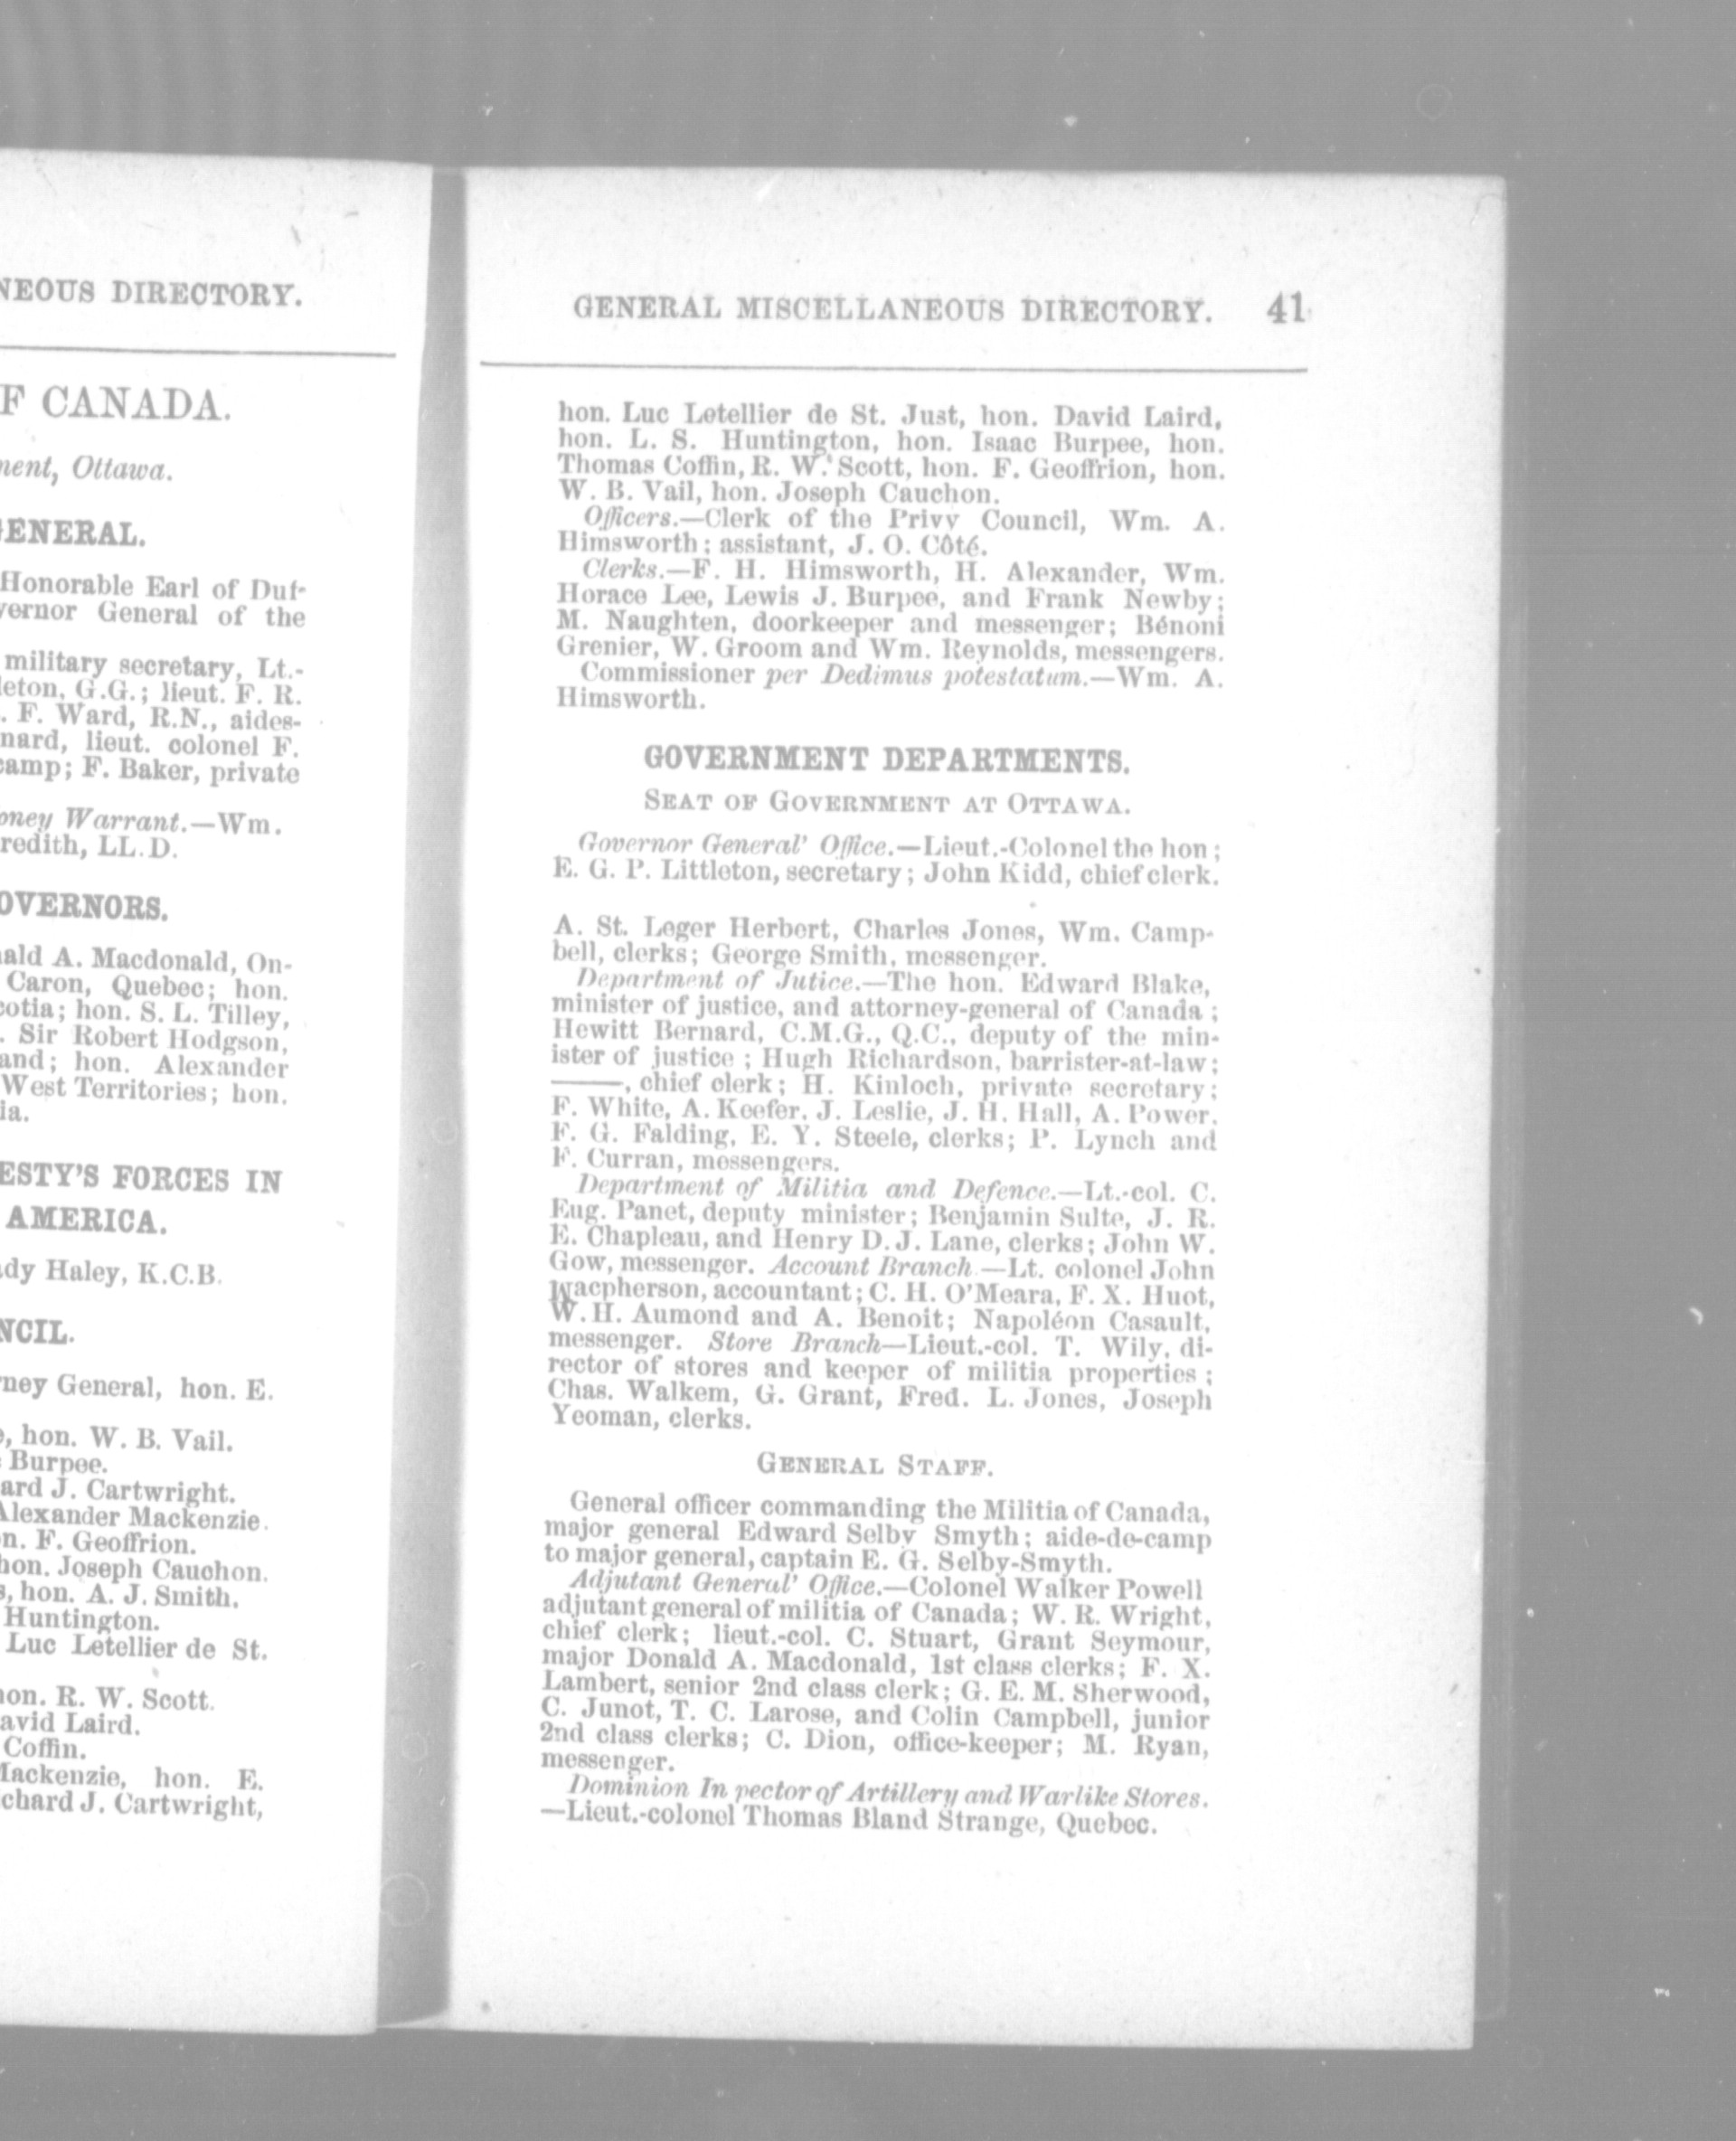 NEOUS DIRECTORY.
F CANADA.
ment, Ottawa.
GENERAL.
Honorable Earl of Duf-
vernor General of the
military secretary, Lt.-
leton, G.G.; lieut. F. R.
. F. Ward, R.N., aides-
nard, lieut. colonel F.
camp; F. Baker, private
oney Warrant.—Wm.
redith, LL.D.
OVERNORS.
nald A. Macdonald, On-
Caron, Quebec; hon.
cotia; hon. S. L. Tilley,
. Sir Robert Hodgson,
and; hon. Alexander
West Territories; hon.
ia.
ESTY'S FORCES IN
AMERICA.
ady Haley, K.C.B.
NCIL.
rney General, hon. E.
e, hon. W. B. Vail.
Burpee.
ard J. Cartwright.
Alexander Mackenzie.
n. F. Geoffrion.
hon. Joseph Cauchon.
s, hon. A. J. Smith.
Huntington.
Luc Letellier de St.
hon. R. W. Scott.
avid Laird.
Coffin.
Mackenzie, hon. E.
chard J. Cartwright,
GENERAL MISCELLANEOUS DIRECTORY. 41
hon. Luc Letellier de St. Just, hon. David Laird,
hon. L. S. Huntington, hon. Isaac Burpee, hon.
Thomas Coffin, R. W. Scott, hon. F. Geoffrion, hon.
W. B. Vail, hon. Joseph Cauchon.
Officers.—Clerk of the Privy Council, Wm. A.
Himsworth; assistant, J. O. Côté.
Clerks.—F. H. Himsworth, H. Alexander, Wm.
Horace Lee, Lewis J. Burpee, and Frank Newby;
M. Naughten, doorkeeper and messenger; Bénoni
Grenier, W. Groom and Wm. Reynolds, messengers.
Commissioner per Dedimus potestatum.—Wm. A.
Himsworth.
GOVERNMENT DEPARTMENTS.
SEAT OF GOVERNMENT AT OTTAWA.
Governor General' Office.—Lieut.-Colonel the hon;
E. G. P. Littleton, secretary; John Kidd, chief clerk.
A. St. Leger Herbert, Charles Jones, Wm. Camp-
bell, clerks; George Smith, messenger.
Department of Jutice.—The hon. Edward Blake,
minister of justice, and attorney-general of Canada;
Hewitt Bernard, C.M.G., Q.C., deputy of the min-
ister of justice; Hugh Richardson, barrister-at-law;
———, chief clerk; H. Kinloch, private secretary;
F. White, A. Keefer, J. Leslie, J. H. Hall, A. Power,
F. G. Falding, E. Y. Steele, clerks; P. Lynch and
F. Curran, messengers.
Department of Militia and Defence.—Lt.-col. C.
Eug. Panet, deputy minister; Benjamin Sulte, J. R.
E. Chapleau, and Henry D. J. Lane, clerks; John W.
Gow, messenger. Account Branch.—Lt. colonel John
Macpherson, accountant; C. H. O'Meara, F. X. Huot,
W. H. Aumond and A. Benoit; Napoléon Casault,
messenger. Store Branch—Lieut.-col. T. Wily, di-
rector of stores and keeper of militia properties;
Chas. Walkem, G. Grant, Fred. L. Jones, Joseph
Yeoman, clerks.
GENERAL STAFF.
General officer commanding the Militia of Canada,
major general Edward Selby Smyth; aide-de-camp
to major general, captain E. G. Selby-Smyth.
Adjutant General' Office.—Colonel Walker Powell
adjutant general of militia of Canada; W. R. Wright,
chief clerk; lieut.-col. C. Stuart, Grant Seymour,
major Donald A. Macdonald, 1st class clerks; F. X.
Lambert, senior 2nd class clerk; G. E. M. Sherwood,
C. Junot, T. C. Larose, and Colin Campbell, junior
2nd class clerks; C. Dion, office-keeper; M. Ryan,
messenger.
Dominion In pector of Artillery and Warlike Stores.
—Lieut.-colonel Thomas Bland Strange, Quebec.